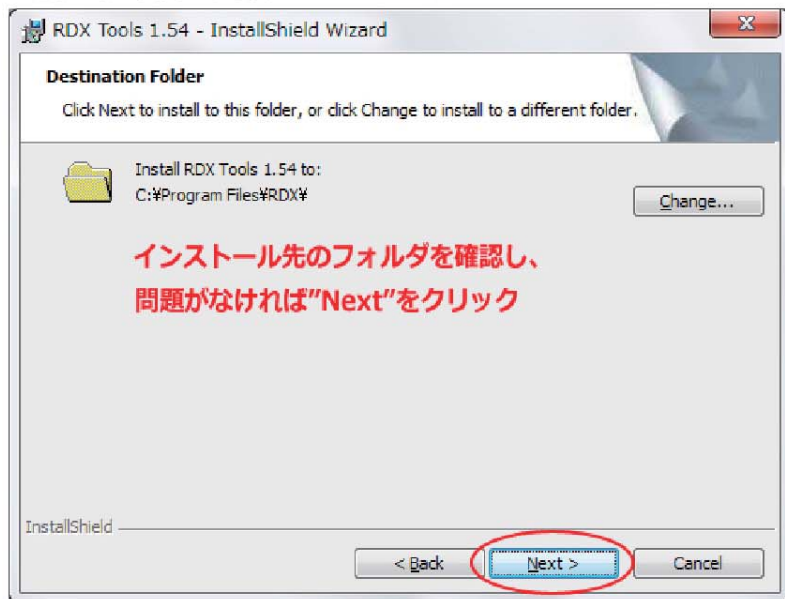 RDX Tools 1.54 - InstallShield Wizard
Destination Folder
Click Next to install to this folder, or click Change to install to a different folder.
Install RDX Tools 1.54 to:
C:¥Program Files¥RDX¥
Change...
インストール先のフォルダを確認し、
問題がなければ”Next”をクリック
InstallShield
< Back
Next >
Cancel